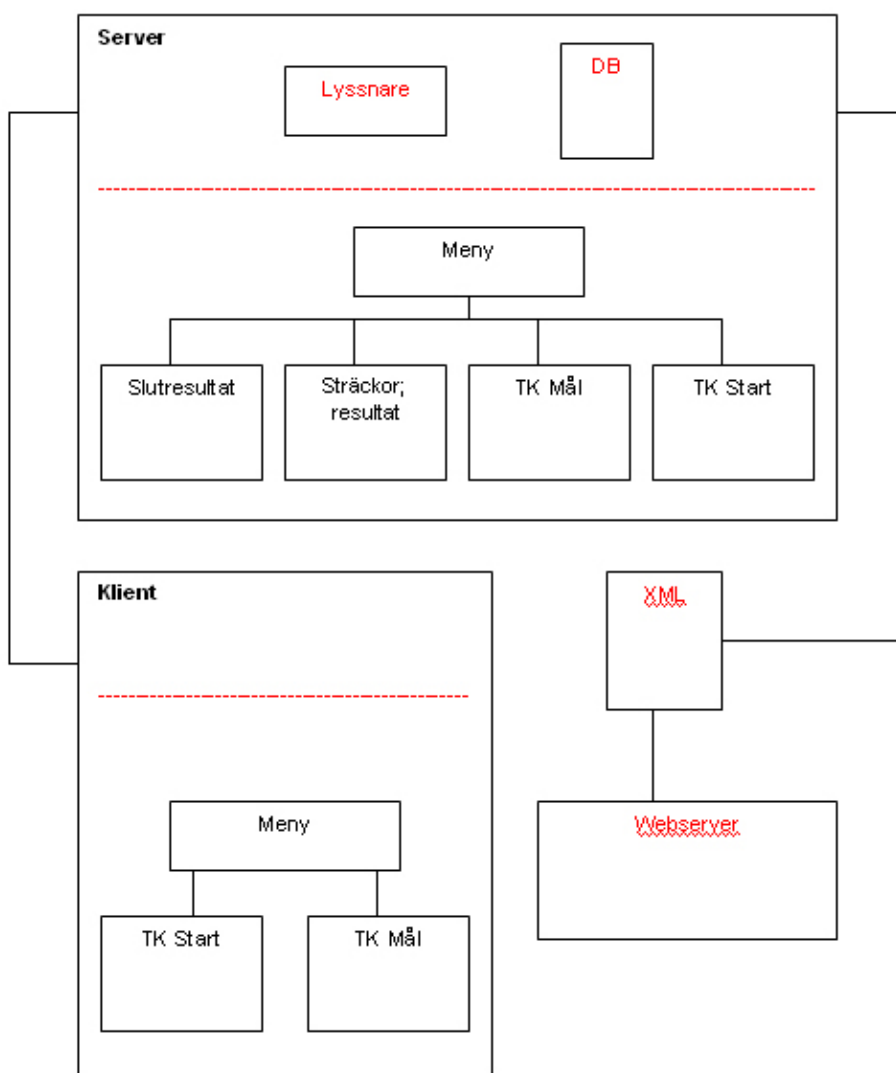 Server
Lyssnare
DB
Meny
Slutresultat
Sträckor;
resultat
TK Mål
TK Start
Klient
XML
Meny
Webserver
TK Start
TK Mål